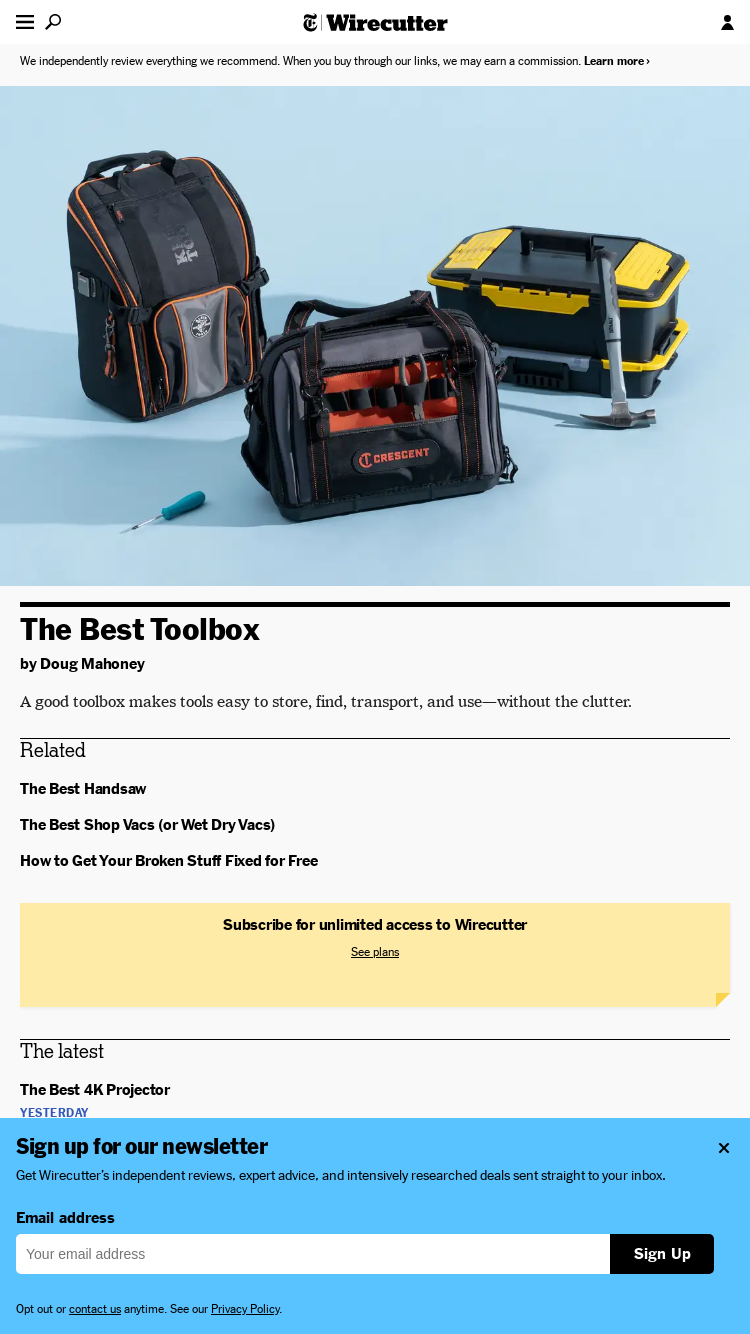 Wirecutter
We independently review everything we recommend. When you buy through our links, we may earn a commission. Learn more ›
CRESCENT
The Best Toolbox
by Doug Mahoney
A good toolbox makes tools easy to store, find, transport, and use—without the clutter.
Related
The Best Handsaw
The Best Shop Vacs (or Wet Dry Vacs)
How to Get Your Broken Stuff Fixed for Free
Subscribe for unlimited access to Wirecutter
See plans
The latest
The Best 4K Projector
YESTERDAY
Sign up for our newsletter
Get Wirecutter's independent reviews, expert advice, and intensively researched deals sent straight to your inbox.
Email address
Your email address
Sign Up
Opt out or contact us anytime. See our Privacy Policy.